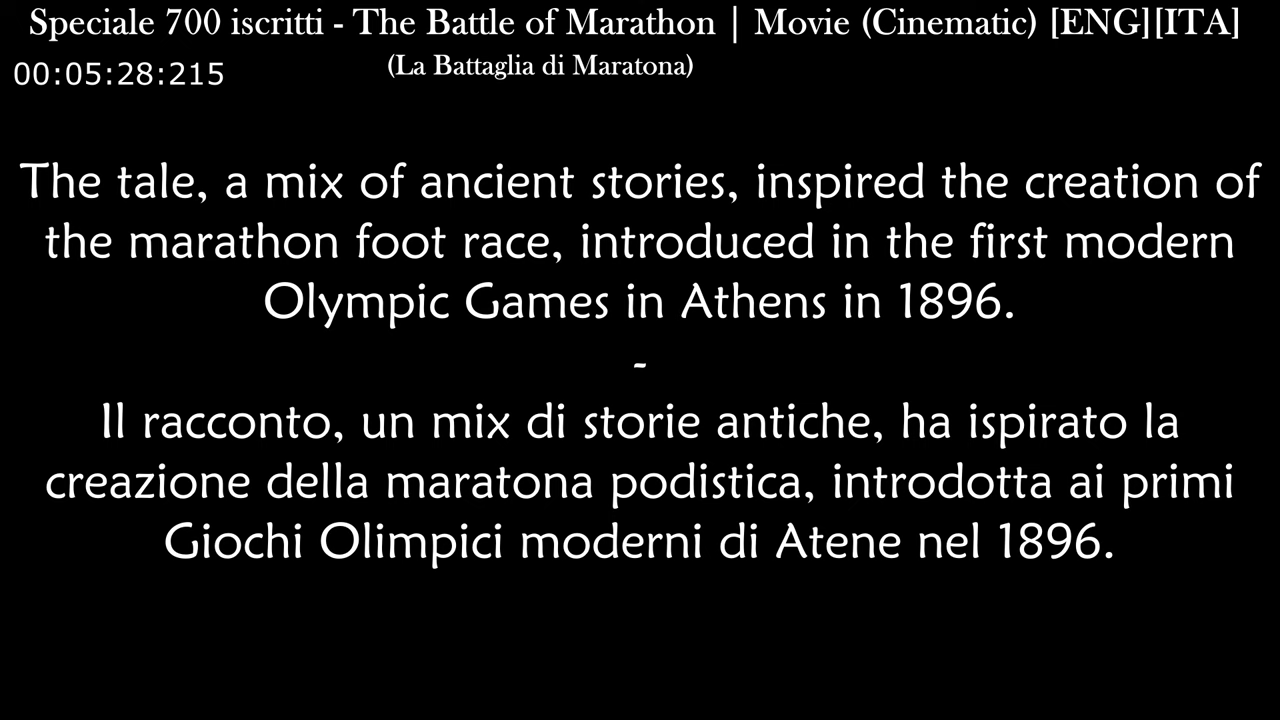 Speciale 700 iscritti - The Battle of Marathon | Movie (Cinematic) [ENG][ITA]
(La Battaglia di Maratona)
00:05:28:215
The tale, a mix of ancient stories, inspired the creation of
the marathon foot race, introduced in the first modern
Olympic Games in Athens in 1896.
-
Il racconto, un mix di storie antiche, ha ispirato la
creazione della maratona podistica, introdotta ai primi
Giochi Olimpici moderni di Atene nel 1896.